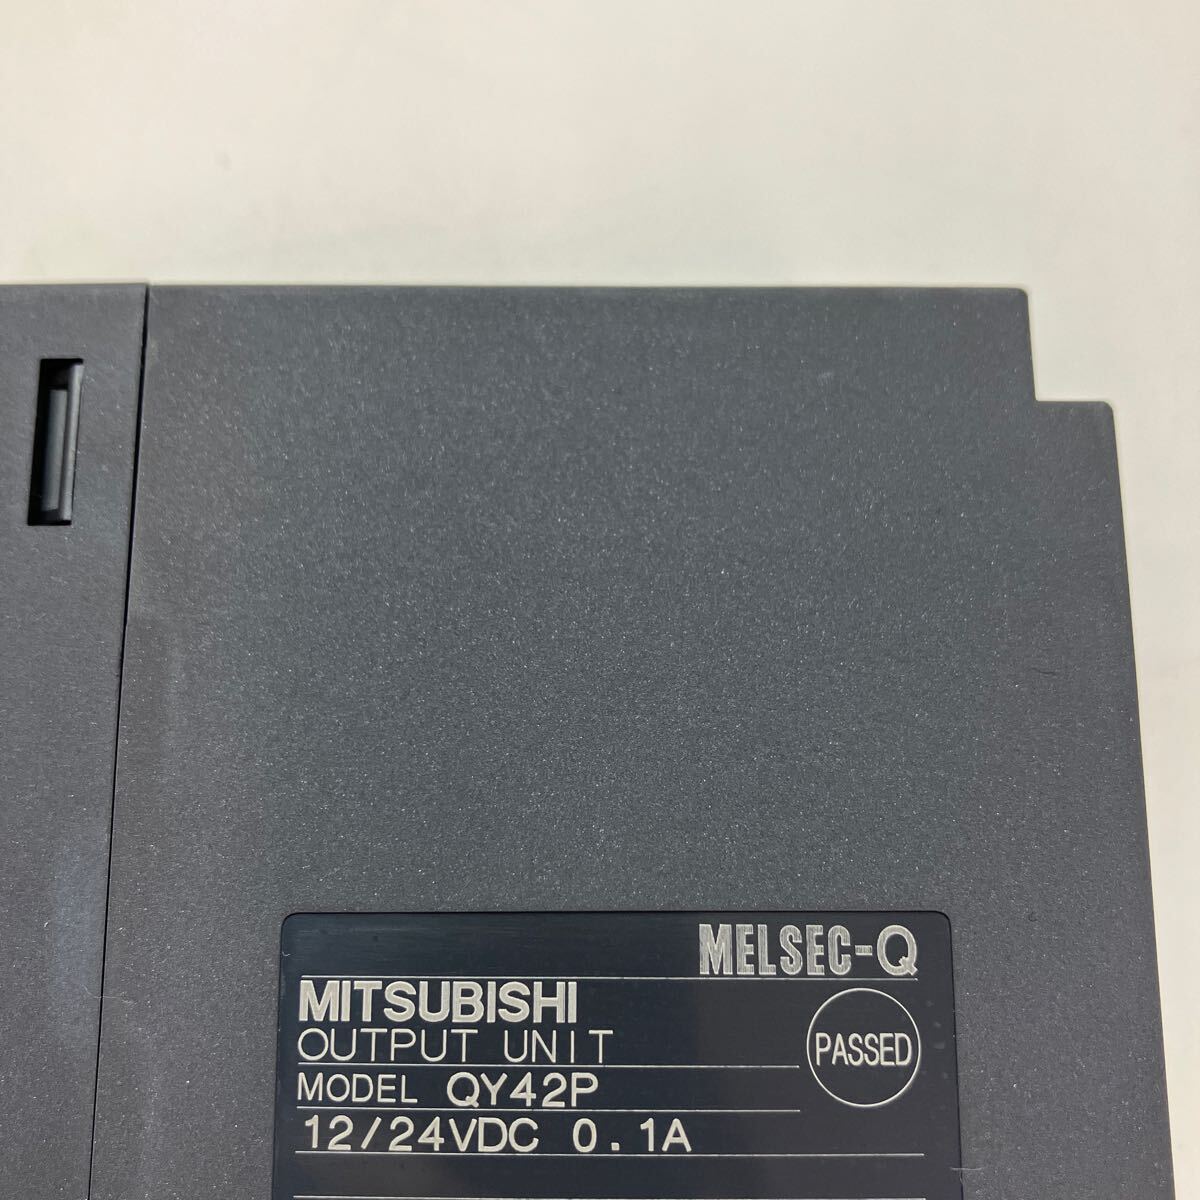 MELSEC-Q
MITSUBISHI
OUTPUT UNIT
PASSED
MODEL QY42P
12/24VDC 0.1A